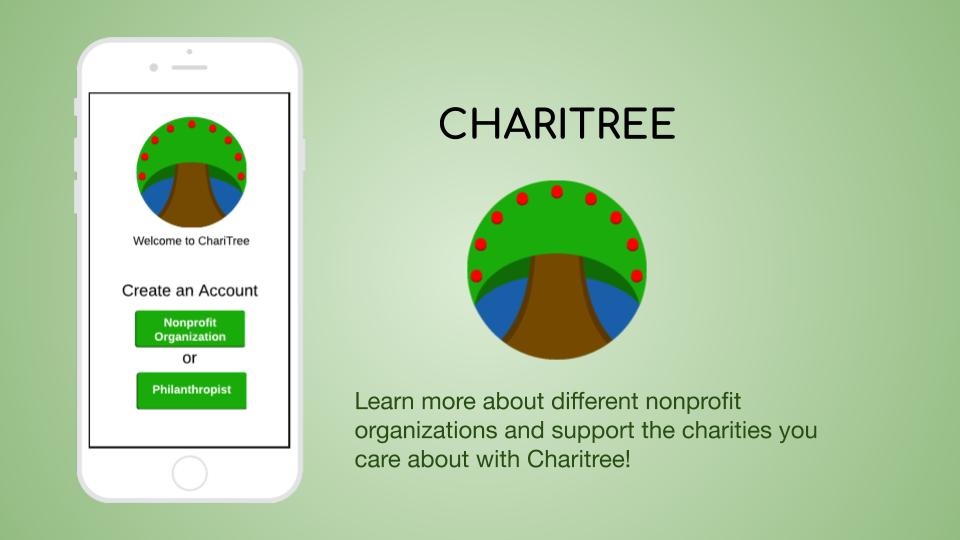 Welcome to ChariTree
Create an Account
Nonprofit
Organization
or
Philanthropist
CHARITREE
Learn more about different nonprofit
organizations and support the charities you
care about with Charitree!